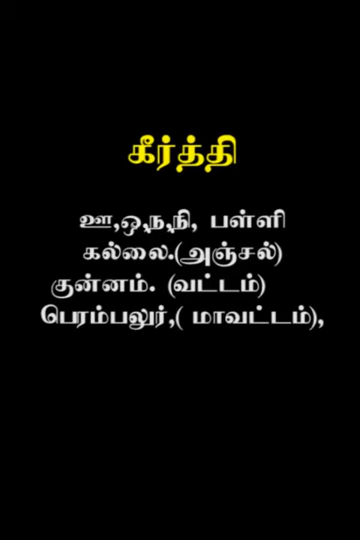 கீர்த்தி
ஊ,ஒ,ந,நி, பள்ளி
கல்லை.(அஞ்சல்)
குன்னம். (வட்டம்)
பெரம்பலுர்,( மாவட்டம்),